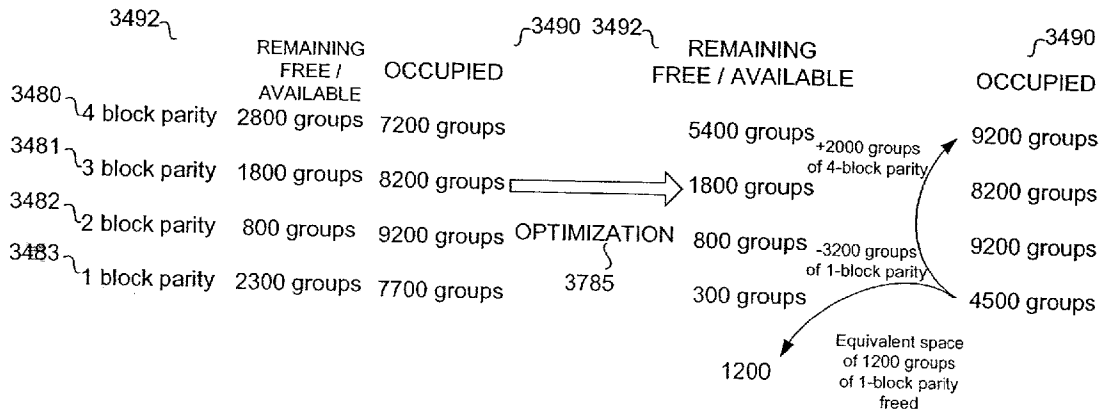 3492
REMAINING
FREE /
AVAILABLE
OCCUPIED
3490 3492
REMAINING
FREE / AVAILABLE
3490
OCCUPIED
3480
4 block parity 2800 groups 7200 groups
5400 groups
+2000 groups
of 4-block parity
9200 groups
3481
3 block parity 1800 groups 8200 groups
1800 groups
8200 groups
3482
2 block parity 800 groups 9200 groups
OPTIMIZATION
3785
800 groups
-3200 groups
of 1-block parity
9200 groups
3483
1 block parity 2300 groups 7700 groups
300 groups
4500 groups
1200
Equivalent space
of 1200 groups
of 1-block parity
freed